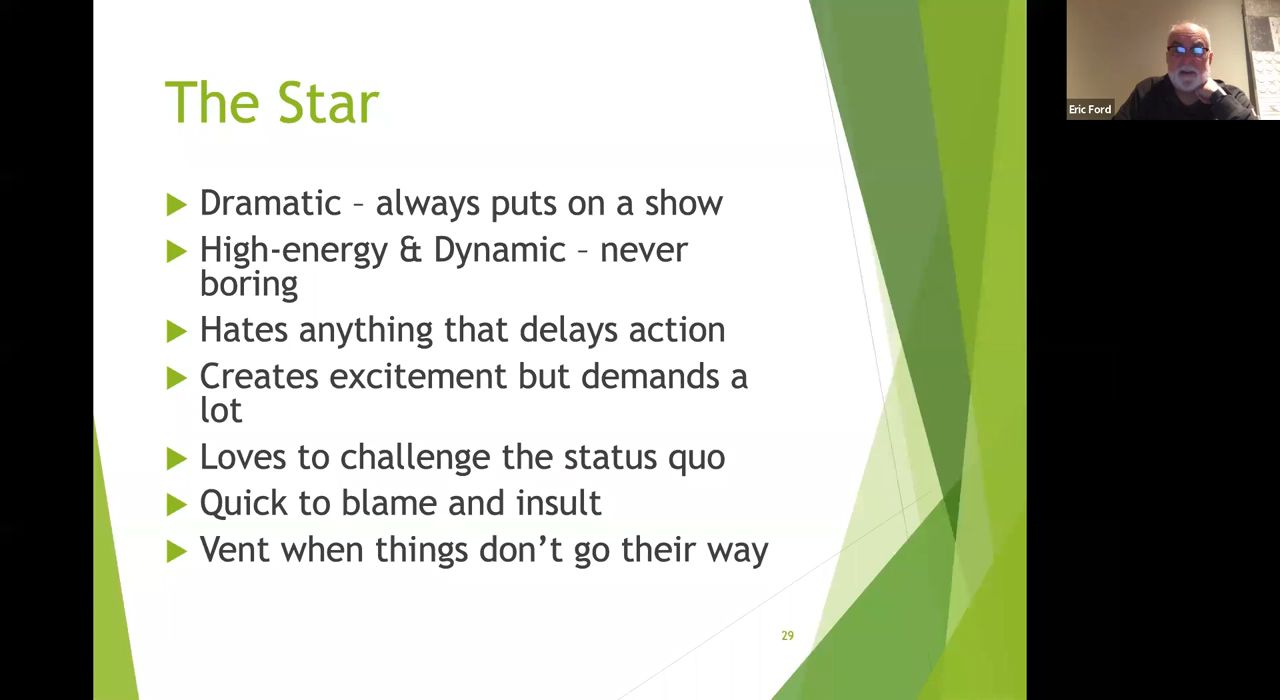 The Star
Dramatic – always puts on a show
High-energy & Dynamic – never
boring
Hates anything that delays action
Creates excitement but demands a
lot
Loves to challenge the status quo
Quick to blame and insult
Vent when things don’t go their way
29
Eric Ford